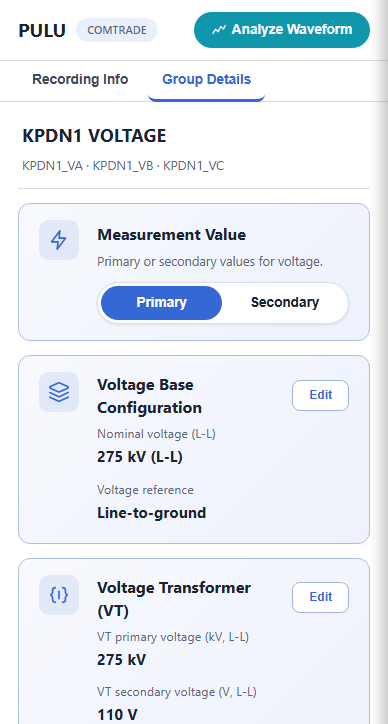 PULU COMTRADE Analyze Waveform
Recording Info Group Details
KPDN1 VOLTAGE
KPDN1_VA · KPDN1_VB · KPDN1_VC
Measurement Value
Primary or secondary values for voltage.
Primary Secondary
Voltage Base
Configuration
Edit
Nominal voltage (L-L)
275 kV (L-L)
Voltage reference
Line-to-ground
Voltage Transformer
(VT)
Edit
VT primary voltage (kV, L-L)
275 kV
VT secondary voltage (V, L-L)
110 V